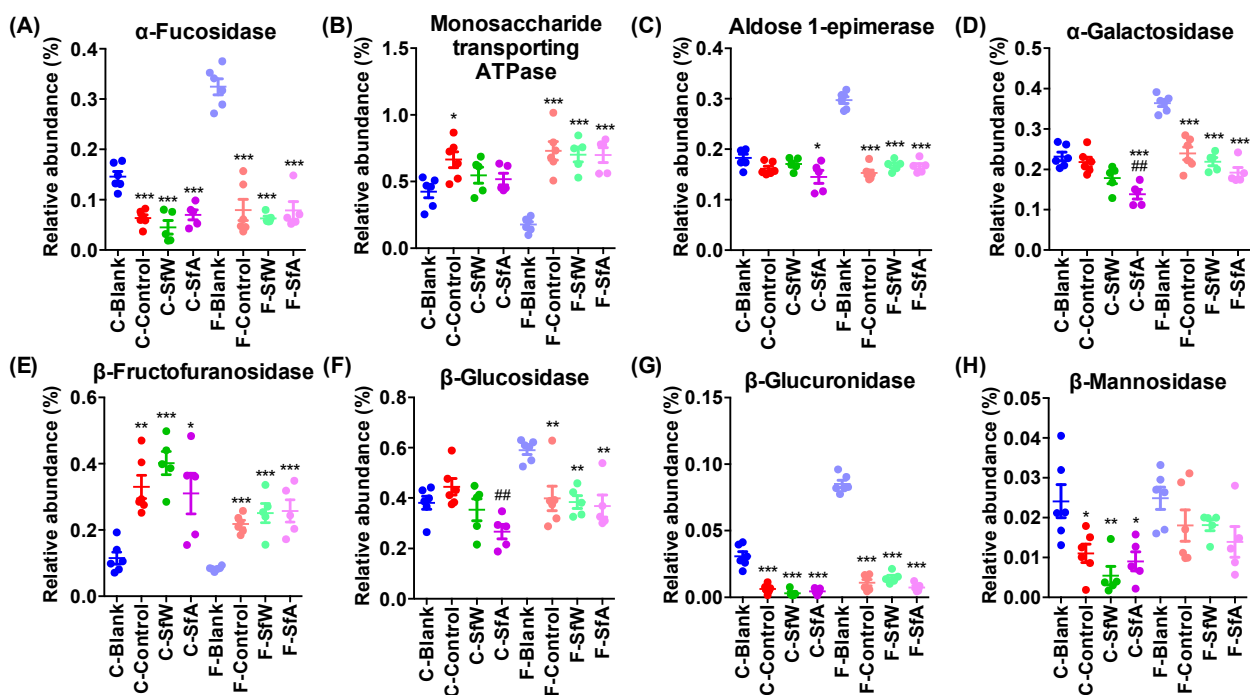 (A)
α-Fucosidase
Relative abundance (%)
0.4
0.3
0.2
0.1
0.0
***
***
***
***
***
***
C-Blank
C-Control
C-SfW
C-SfA
F-Blank
F-Control
F-SfW
F-SfA
(B)
Monosaccharide
transporting
ATPase
Relative abundance (%)
1.5
1.0
0.5
0.0
*
***
***
***
C-Blank
C-Control
C-SfW
C-SfA
F-Blank
F-Control
F-SfW
F-SfA
(C)
Aldose 1-epimerase
Relative abundance (%)
0.4
0.3
0.2
0.1
0.0
*
***
***
***
C-Blank
C-Control
C-SfW
C-SfA
F-Blank
F-Control
F-SfW
F-SfA
(D)
α-Galactosidase
Relative abundance (%)
0.5
0.4
0.3
0.2
0.1
0.0
***
##
***
***
***
C-Blank
C-Control
C-SfW
C-SfA
F-Blank
F-Control
F-SfW
F-SfA
(E)
β-Fructofuranosidase
Relative abundance (%)
0.6
0.4
0.2
0.0
**
***
*
***
***
***
C-Blank
C-Control
C-SfW
C-SfA
F-Blank
F-Control
F-SfW
F-SfA
(F)
β-Glucosidase
Relative abundance (%)
0.8
0.6
0.4
0.2
0.0
##
**
**
**
C-Blank
C-Control
C-SfW
C-SfA
F-Blank
F-Control
F-SfW
F-SfA
(G)
β-Glucuronidase
Relative abundance (%)
0.15
0.10
0.05
0.00
***
***
***
***
***
***
C-Blank
C-Control
C-SfW
C-SfA
F-Blank
F-Control
F-SfW
F-SfA
(H)
β-Mannosidase
Relative abundance (%)
0.05
0.04
0.03
0.02
0.01
0.00
*
**
*
C-Blank
C-Control
C-SfW
C-SfA
F-Blank
F-Control
F-SfW
F-SfA